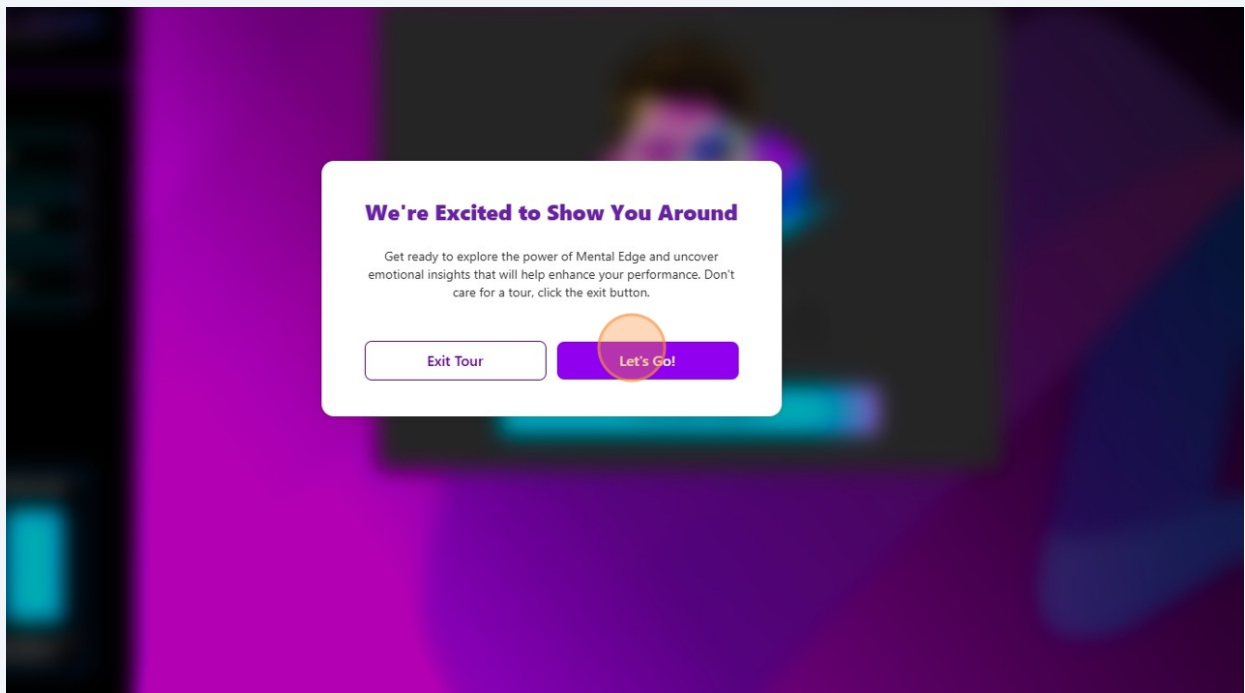 We're Excited to Show You Around
Get ready to explore the power of Mental Edge and uncover
emotional insights that will help enhance your performance. Don't
care for a tour, click the exit button.
Exit Tour
Let's Go!